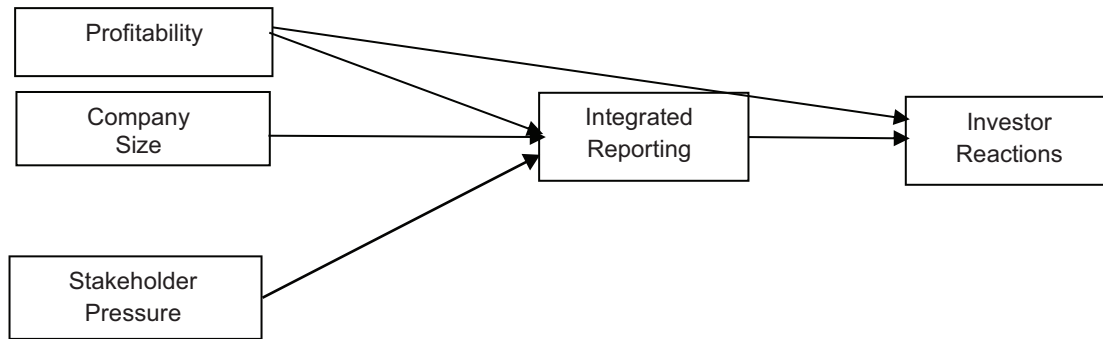 Profitability
Company
Size
Integrated
Reporting
Investor
Reactions
Stakeholder
Pressure